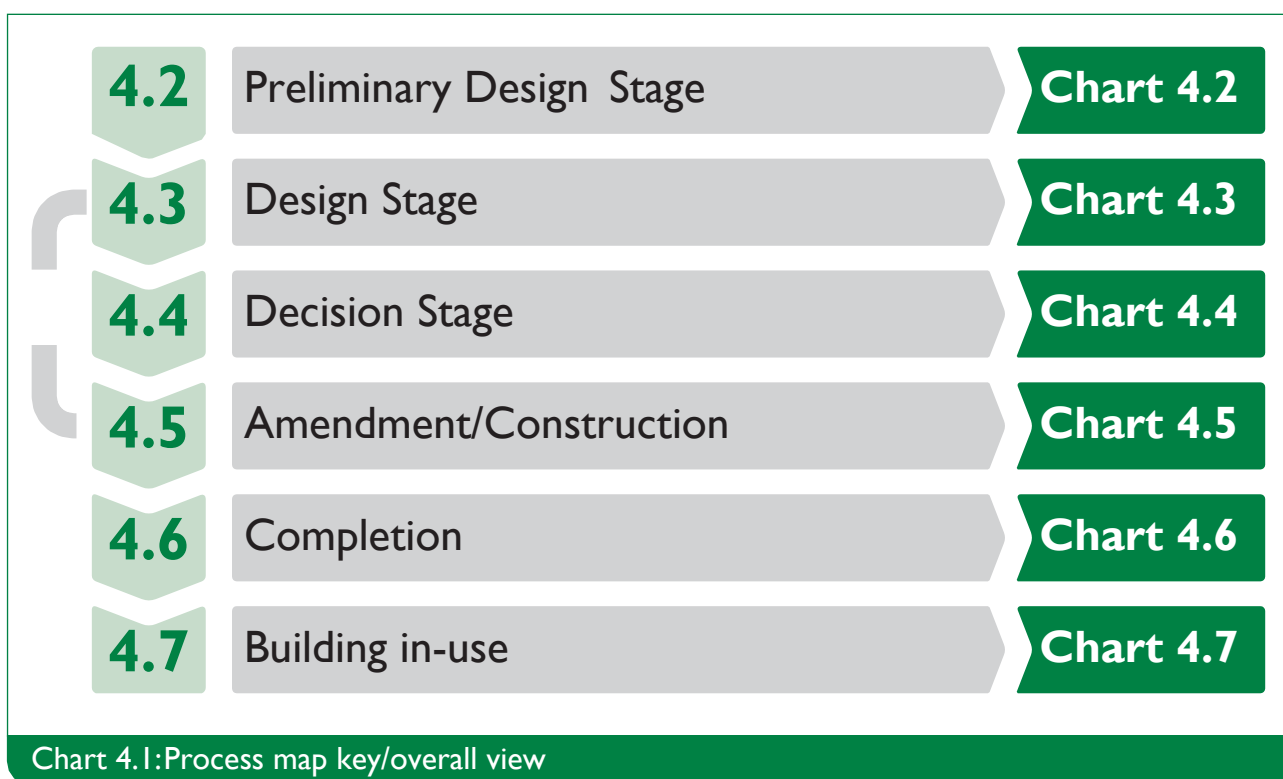 4.2 Preliminary Design Stage Chart 4.2
4.3 Design Stage Chart 4.3
4.4 Decision Stage Chart 4.4
4.5 Amendment/Construction Chart 4.5
4.6 Completion Chart 4.6
4.7 Building in-use Chart 4.7
Chart 4.1:Process map key/overall view